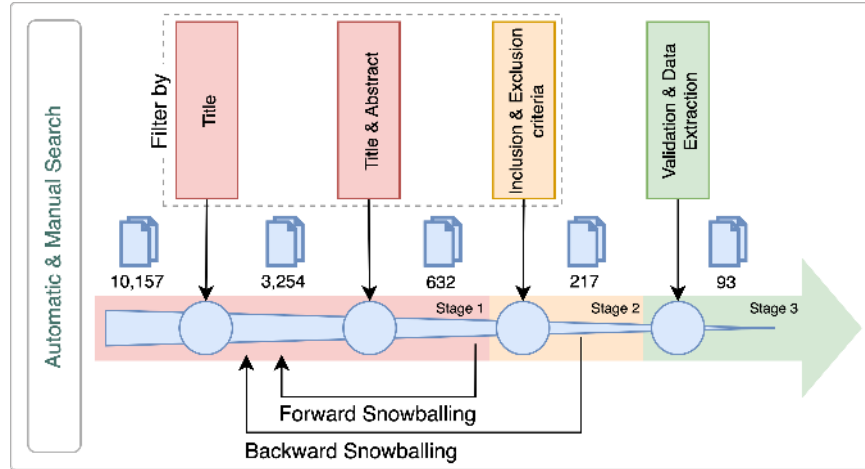 Automatic & Manual Search
Filter by
Title
Title & Abstract
Inclusion & Exclusion
criteria
Validation & Data
Extraction
10,157
3,254
632
217
93
Stage 1
Stage 2
Stage 3
Forward Snowballing
Backward Snowballing